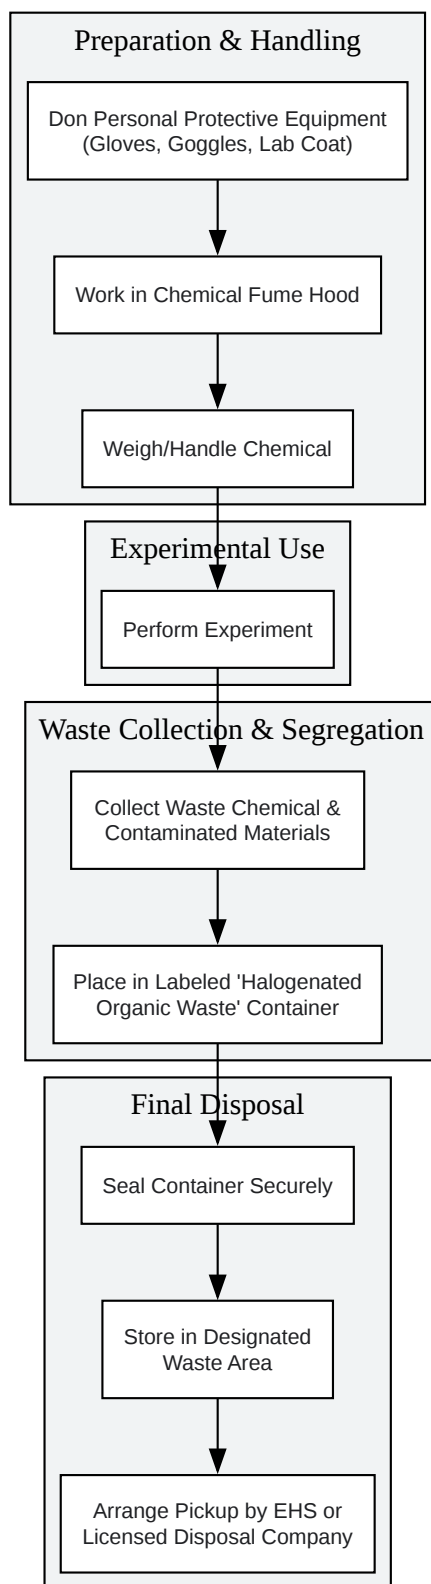 Preparation & Handling
Don Personal Protective Equipment
(Gloves, Goggles, Lab Coat)
Work in Chemical Fume Hood
Weigh/Handle Chemical
Experimental Use
Perform Experiment
Waste Collection & Segregation
Collect Waste Chemical &
Contaminated Materials
Place in Labeled 'Halogenated
Organic Waste' Container
Final Disposal
Seal Container Securely
Store in Designated
Waste Area
Arrange Pickup by EHS or
Licensed Disposal Company